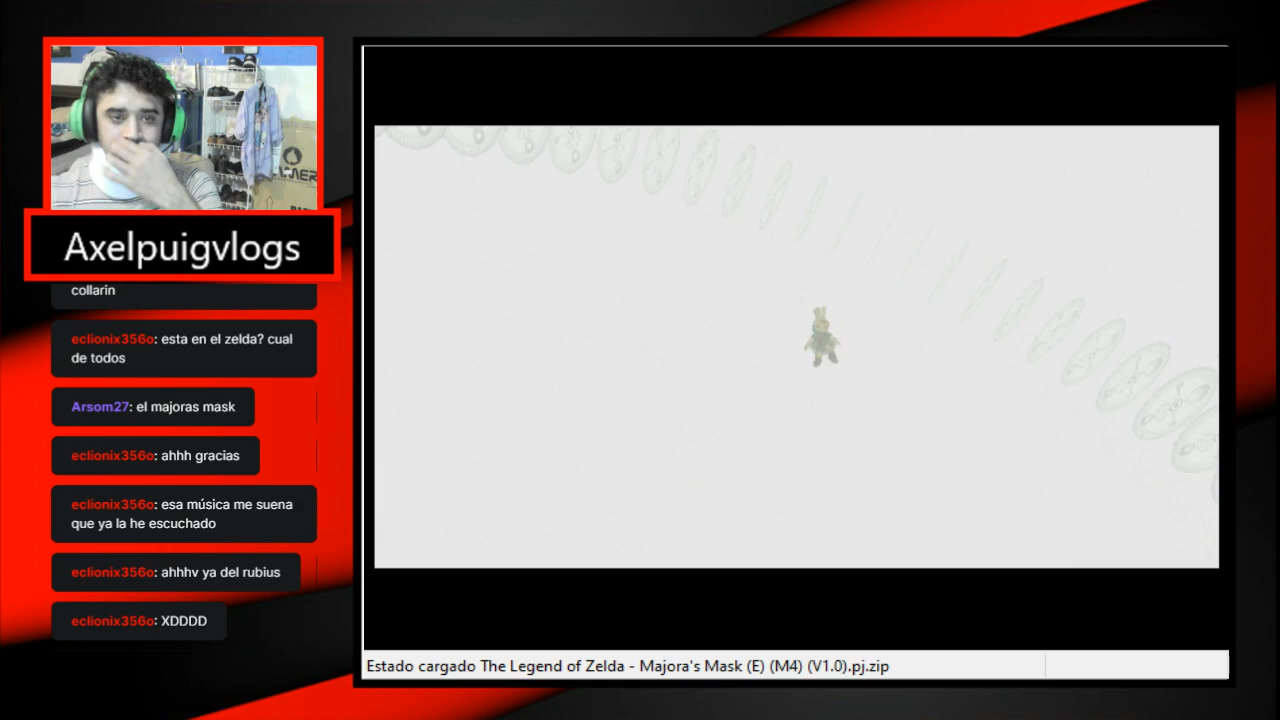 Axelpuigvlogs
collarin
eclionix356o: esta en el zelda? cual
de todos
Arsom27: el majoras mask
eclionix356o: ahhh gracias
eclionix356o: esa música me suena
que ya la he escuchado
eclionix356o: ahhhv ya del rubius
eclionix356o: XDDDD
Estado cargado The Legend of Zelda - Majora's Mask (E) (M4) (V1.0).pj.zip